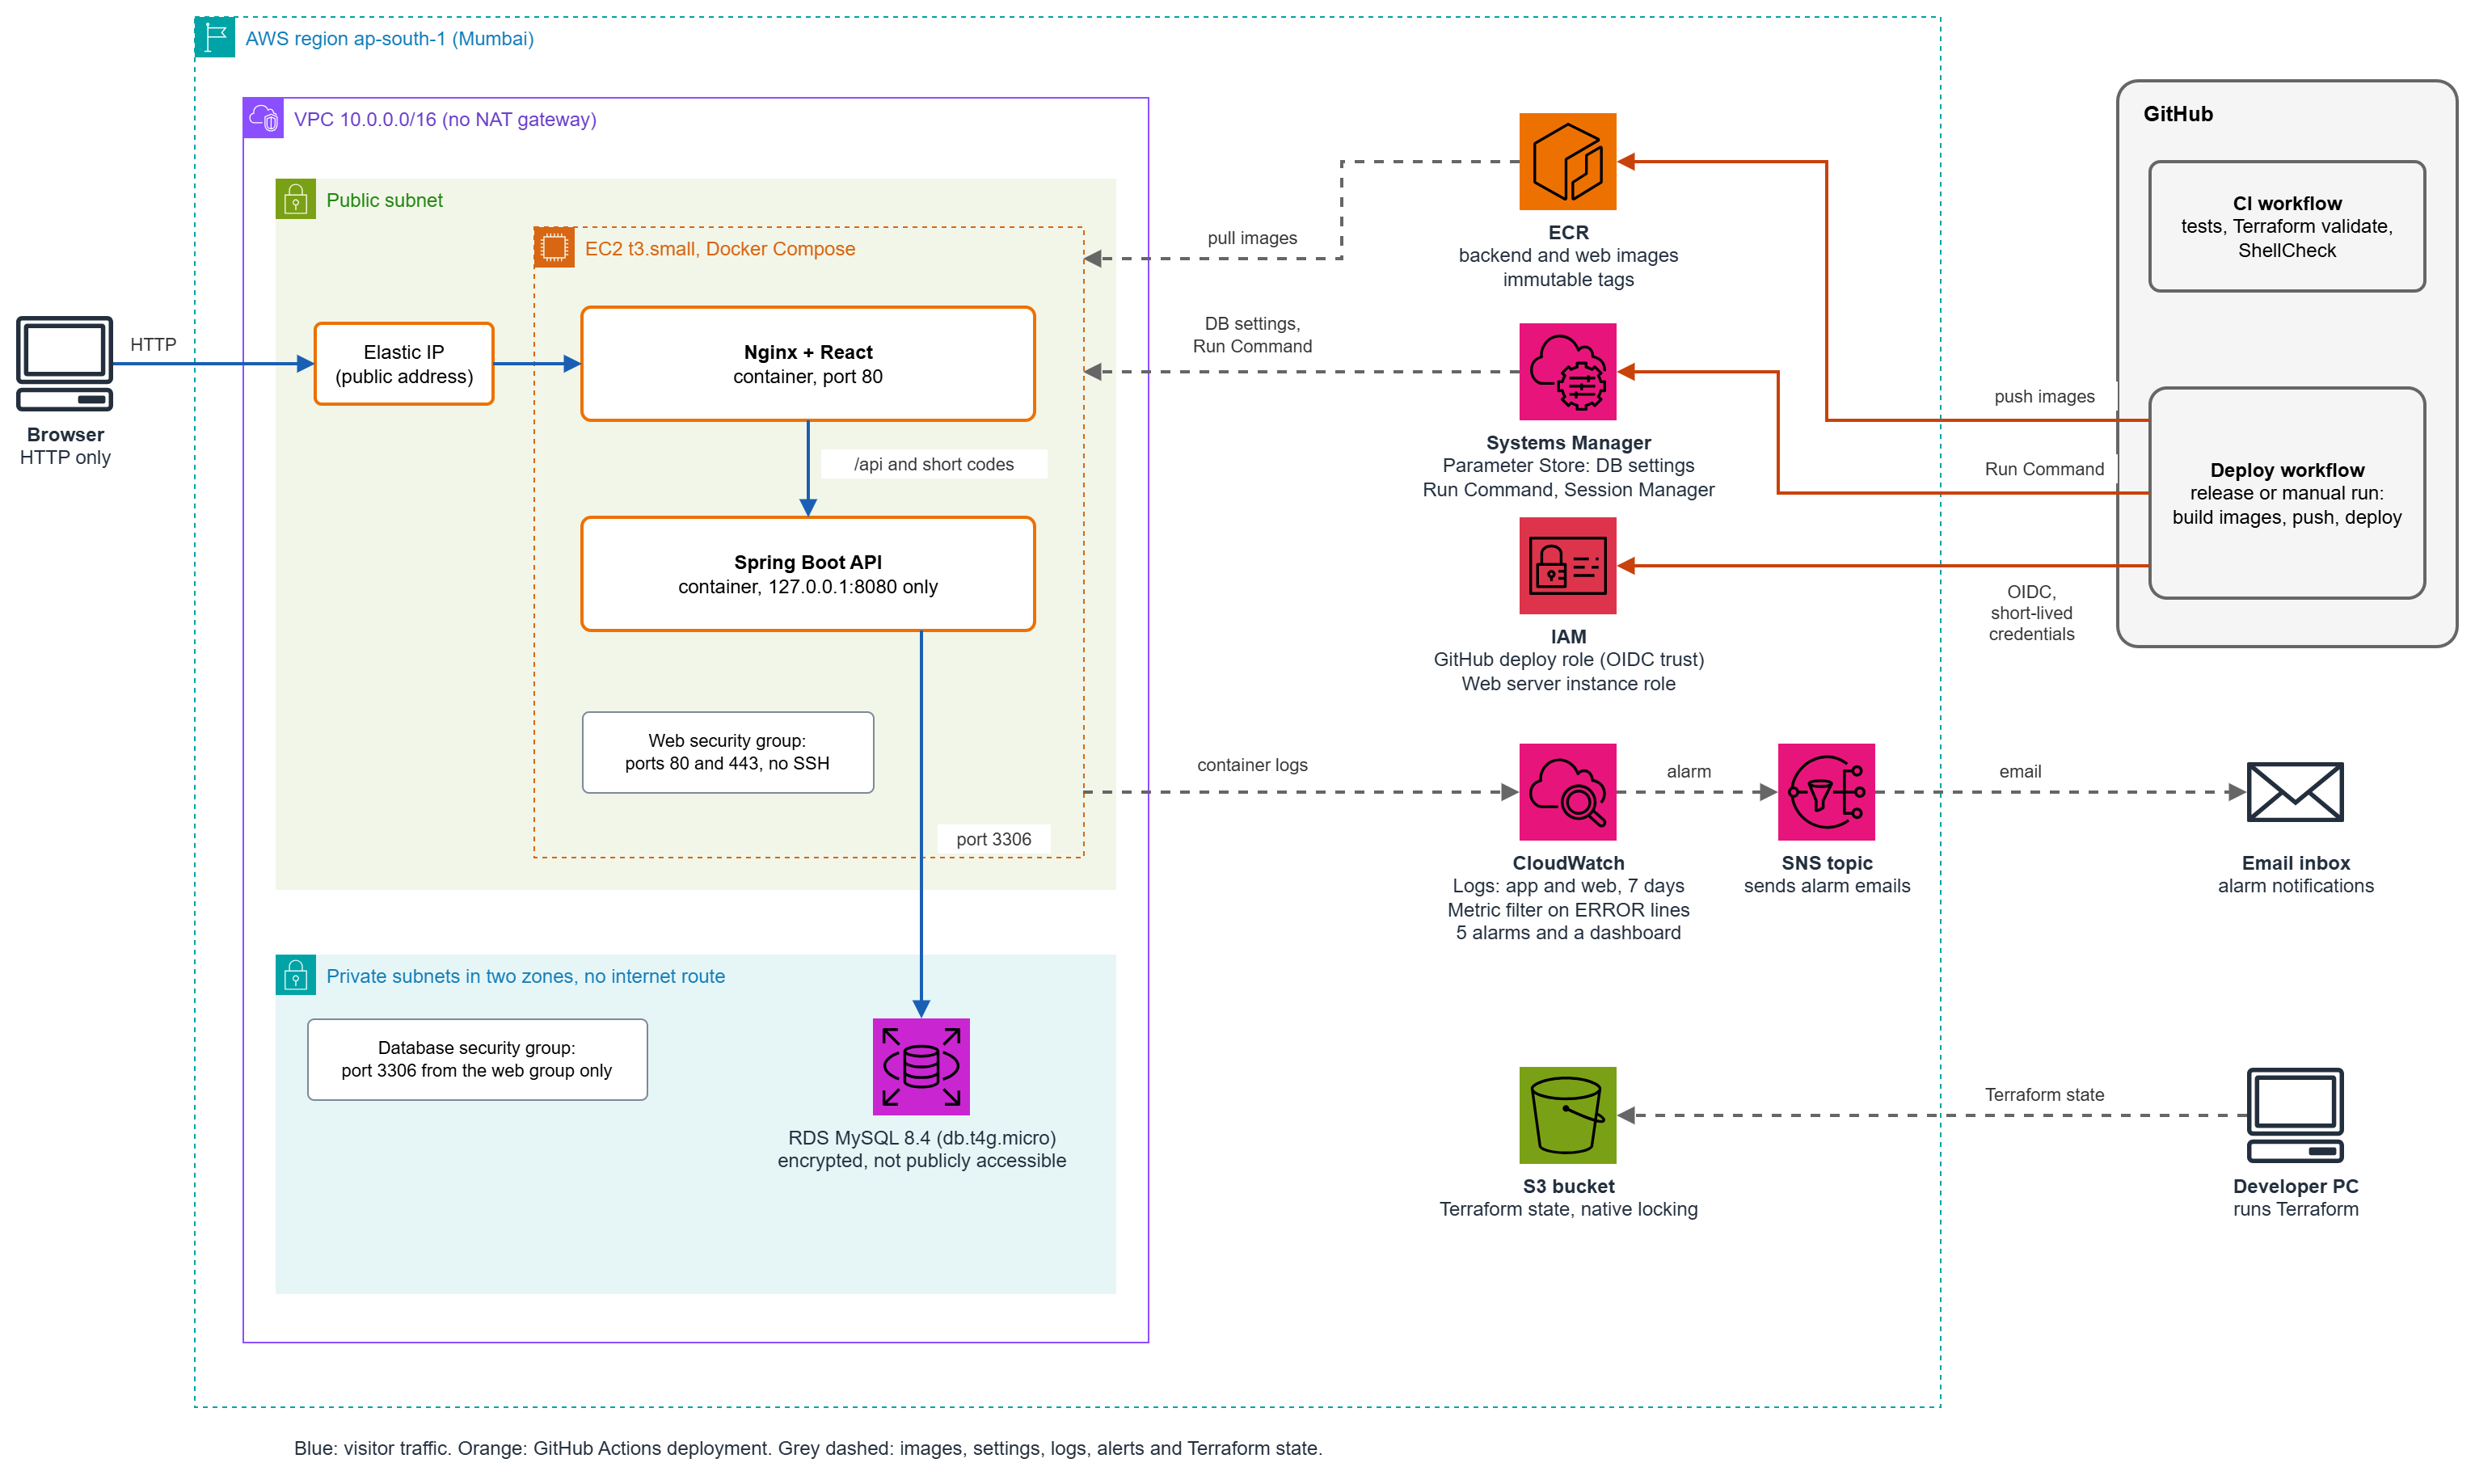 AWS region ap-south-1 (Mumbai)
VPC 10.0.0.0/16 (no NAT gateway)
Public subnet
EC2 t3.small, Docker Compose
Browser
HTTP only
HTTP
Elastic IP
(public address)
Nginx + React
container, port 80
/api and short codes
Spring Boot API
container, 127.0.0.1:8080 only
Web security group:
ports 80 and 443, no SSH
port 3306
Private subnets in two zones, no internet route
Database security group:
port 3306 from the web group only
RDS MySQL 8.4 (db.t4g.micro)
encrypted, not publicly accessible
pull images
DB settings,
Run Command
container logs
ECR
backend and web images
immutable tags
Systems Manager
Parameter Store: DB settings
Run Command, Session Manager
IAM
GitHub deploy role (OIDC trust)
Web server instance role
CloudWatch
Logs: app and web, 7 days
Metric filter on ERROR lines
5 alarms and a dashboard
alarm
SNS topic
sends alarm emails
email
Email inbox
alarm notifications
S3 bucket
Terraform state, native locking
Terraform state
Developer PC
runs Terraform
GitHub
CI workflow
tests, Terraform validate,
ShellCheck
Deploy workflow
release or manual run:
build images, push, deploy
push images
Run Command
OIDC,
short-lived
credentials
Blue: visitor traffic. Orange: GitHub Actions deployment. Grey dashed: images, settings, logs, alerts and Terraform state.